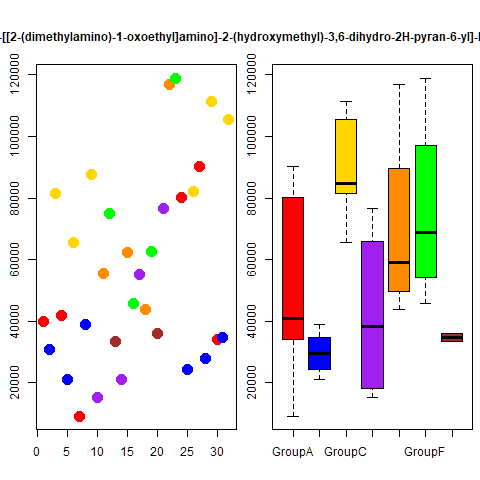 -[[2-(dimethylamino)-1-oxoethyl]amino]-2-(hydroxymethyl)-3,6-dihydro-2H-pyran-6-yl]-
20000 40000 60000 80000 100000 120000
0 5 10 15 20 25 30
20000 40000 60000 80000 100000 120000
GroupA GroupC GroupF